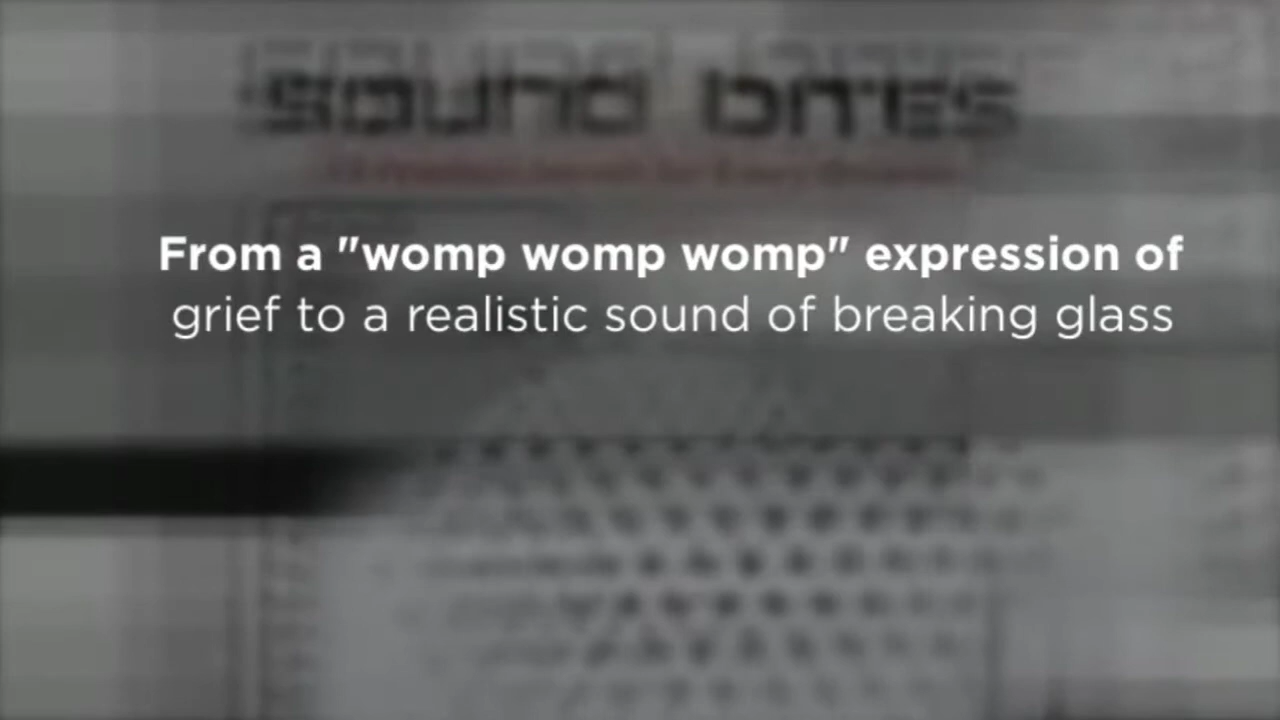 sound bites
From a "womp womp womp" expression of
grief to a realistic sound of breaking glass